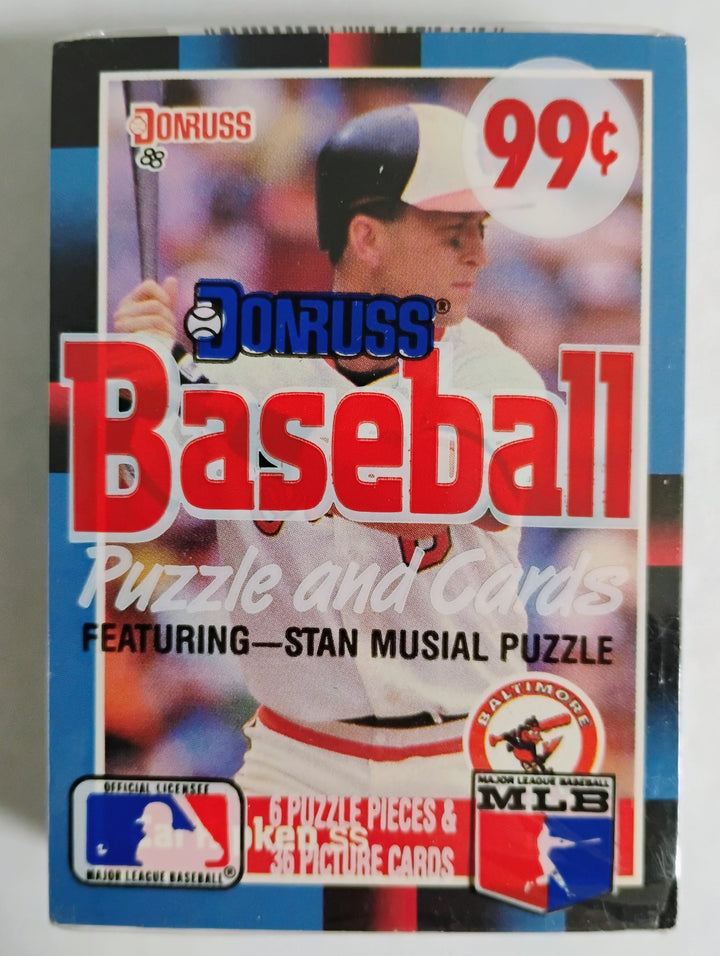 DONRUSS
88
99¢
DONRUSS®
Baseball
Puzzle and Cards
FEATURING—STAN MUSIAL PUZZLE
BALTIMORE
OFFICIAL LICENSEE
MAJOR LEAGUE BASEBALL®
6 PUZZLE PIECES &
36 PICTURE CARDS
SS
MAJOR LEAGUE BASEBALL
MLB